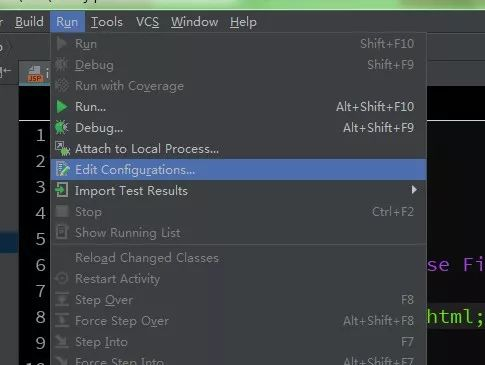 Build Run Tools VCS Window Help
Run Shift+F10
Debug Shift+F9
Run with Coverage
Run... Alt+Shift+F10
Debug... Alt+Shift+F9
Attach to Local Process...
Edit Configurations...
Import Test Results
Stop Ctrl+F2
Show Running List
Reload Changed Classes
Restart Activity
Step Over F8
Force Step Over Alt+Shift+F8
Step Into F7
Force Step Into Alt+Shift+F7
JSP
1
2
3
4
5
6 se Fi
7
8 html;
9